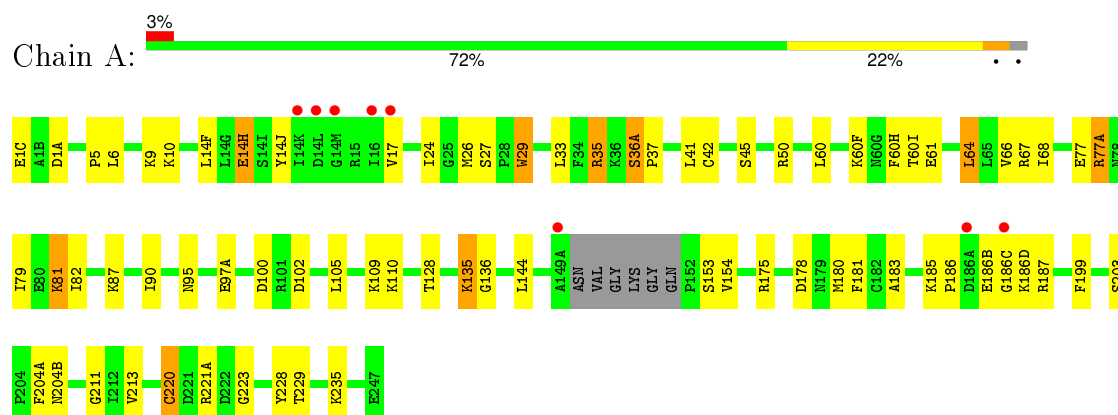 3%
Chain A:
72% 22% • •
E1C A1B D1A P5 L6 K9 K10 L14F L14G E14H S14I Y14J I14K D14L G14M R15 I16 V17 I24 G25 M26 S27 P28 W29 L33 F34 R35 K36 S36A P37 L41 C42 S45 R50 L60 K60F N60G F60H T60I E61 L64 L65 V66 R67 I68 E77 R77A N78
I79 E80 K81 I82 K87 I90 N95 E97A D100 R101 D102 L105 K109 K110 T128 K135 G136 L144 A149A ASN VAL GLY LYS GLY GLN P152 S153 V154 R175 D178 N179 M180 F181 C182 A183 K185 P186 D186A E186B G186C K186D R187 F199 S203
P204 F204A N204B G211 I212 V213 C220 D221 R221A D222 G223 Y228 T229 K235 E247